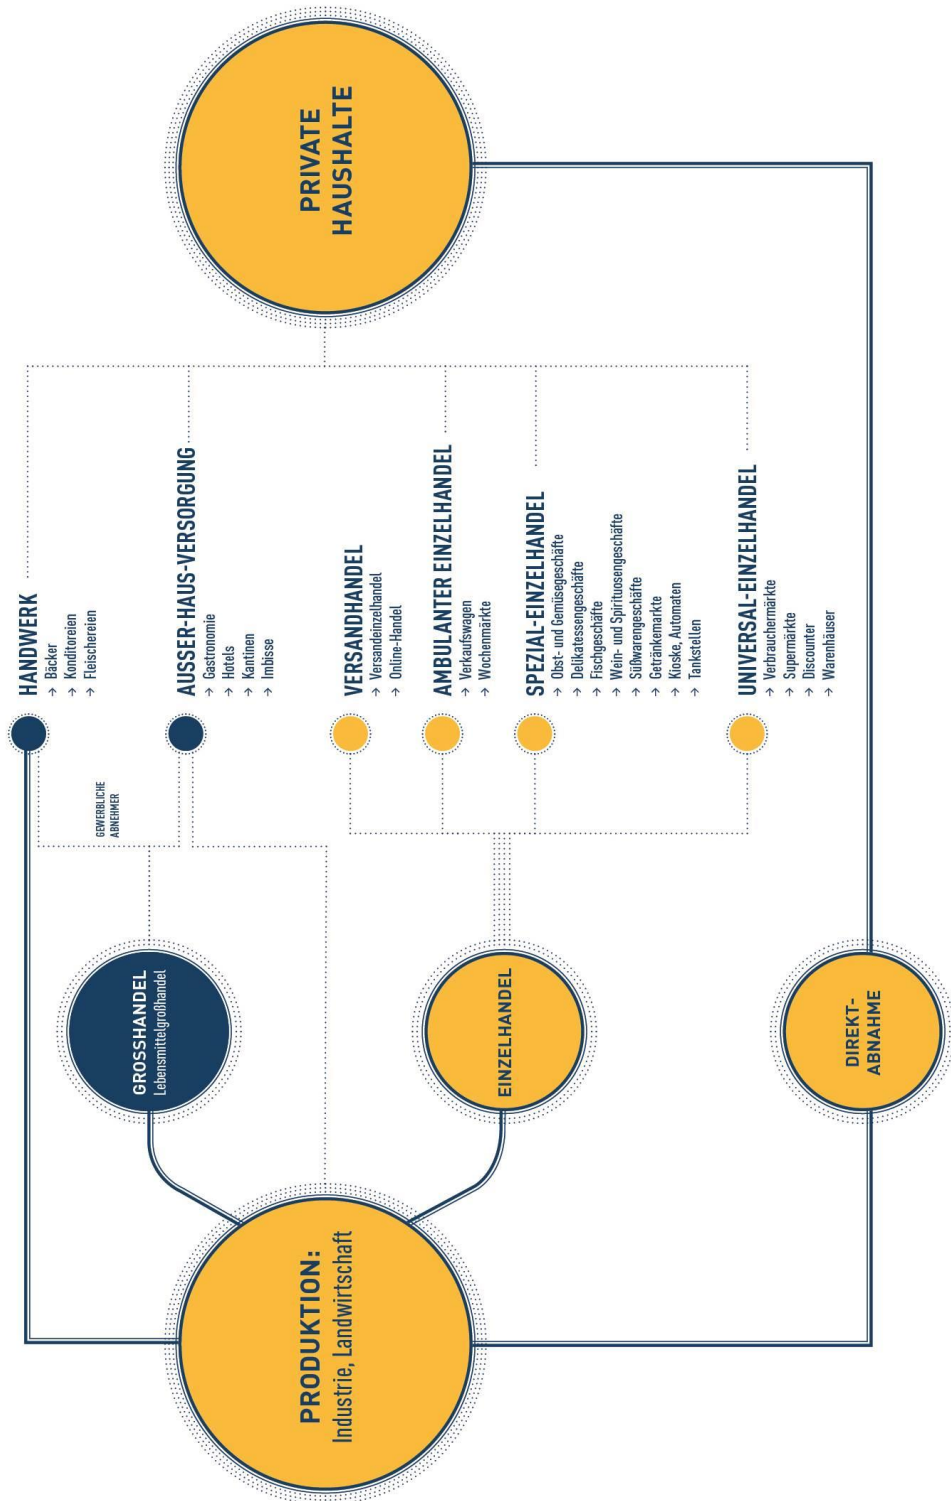 PRODUKTION:
Industrie, Landwirtschaft
GROSSHANDEL
Lebensmittelgroßhandel
EINZELHANDEL
DIREKT-
ABNAHME
GEWERBLICHE
ABNEHMER
HANDWERK
→ Bäcker
→ Konditoreien
→ Fleischereien
AUSSER-HAUS-VERSORGUNG
→ Gastronomie
→ Hotels
→ Kantinen
→ Imbisse
VERSANDHANDEL
→ Versandeinzelhandel
→ Online-Handel
AMBULANTER EINZELHANDEL
→ Verkaufswagen
→ Wochenmärkte
SPEZIAL-EINZELHANDEL
→ Obst- und Gemüsegeschäfte
→ Delikatessengeschäfte
→ Fischgeschäfte
→ Wein- und Spirituosengeschäfte
→ Süßwarengeschäfte
→ Getränkemarkte
→ Kioske, Automaten
→ Tankstellen
UNIVERSAL-EINZELHANDEL
→ Verbrauchermärkte
→ Supermärkte
→ Discounter
→ Warenhäuser
PRIVATE
HAUSHALTE